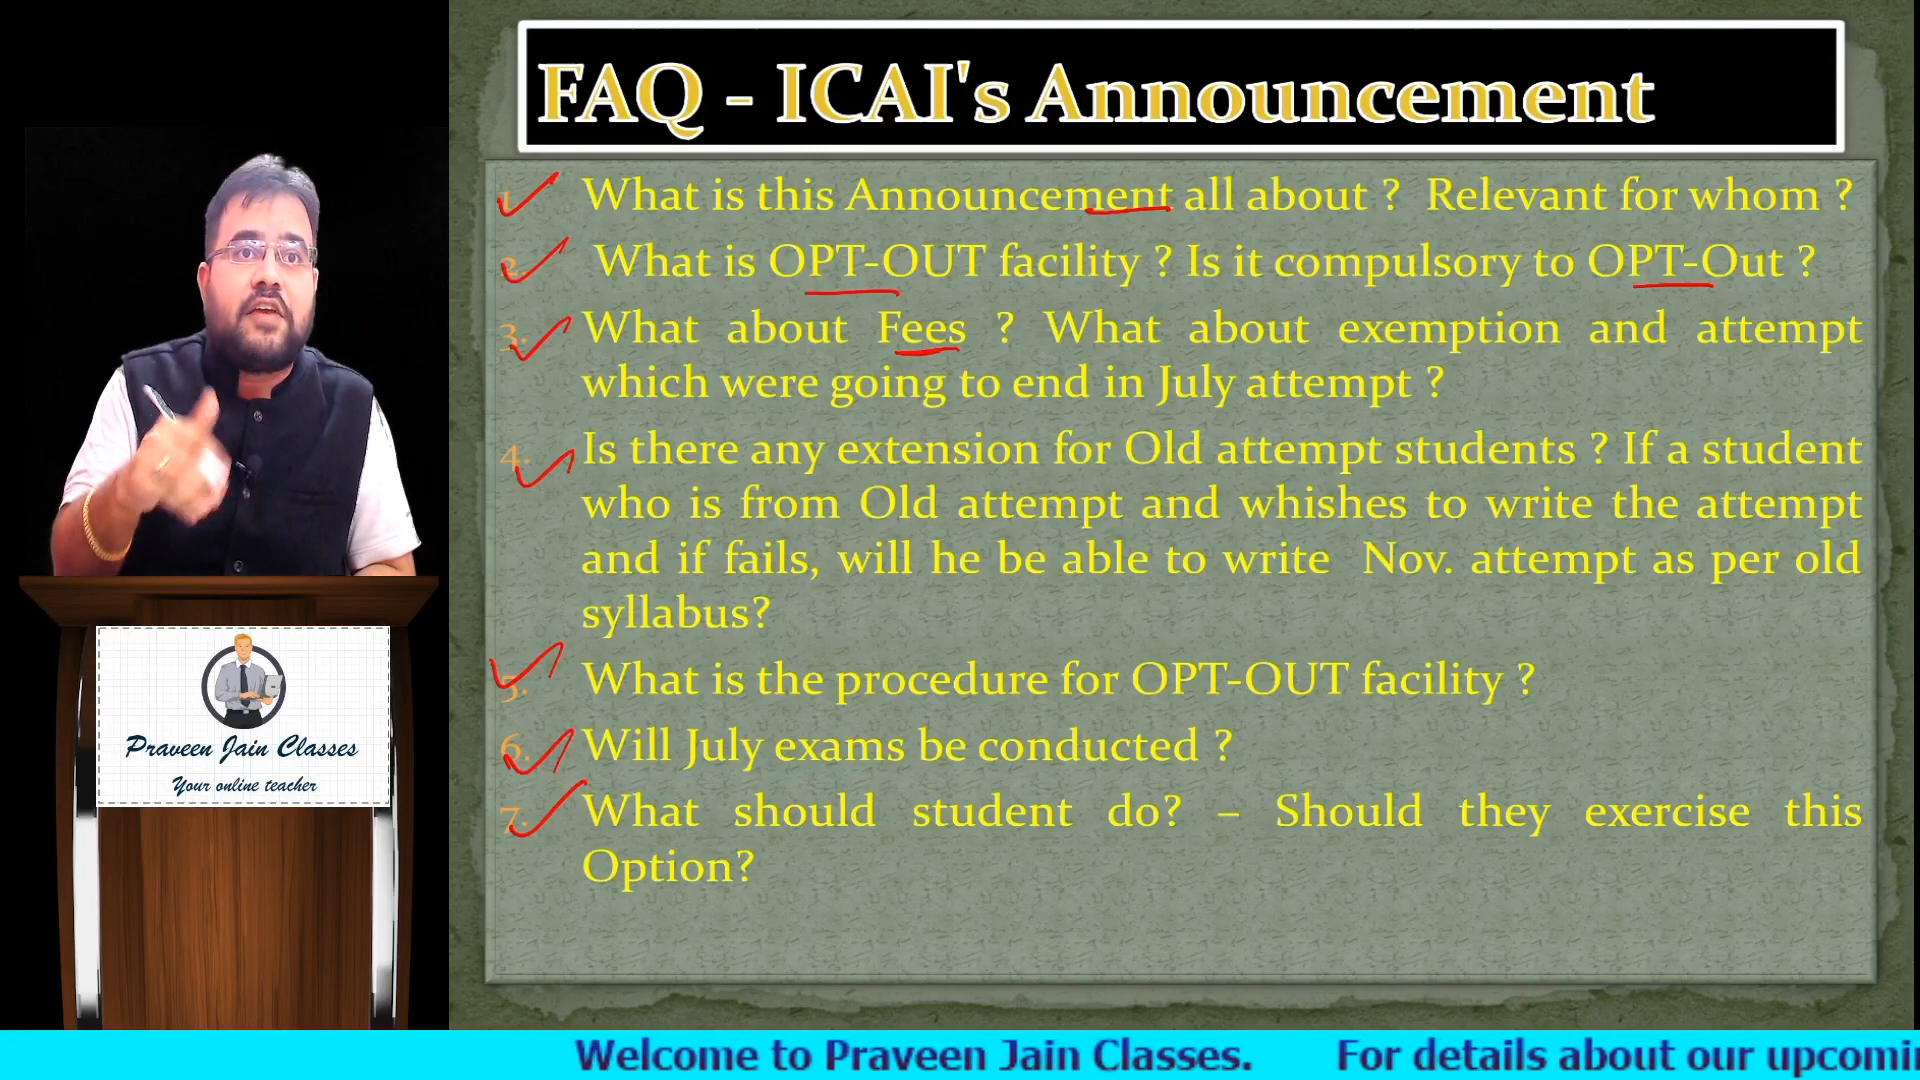 FAQ - ICAI's Announcement
1. What is this Announcement all about ? Relevant for whom ?
2. What is OPT-OUT facility ? Is it compulsory to OPT-Out ?
3. What about Fees ? What about exemption and attempt
which were going to end in July attempt ?
4. Is there any extension for Old attempt students ? If a student
who is from Old attempt and whishes to write the attempt
and if fails, will he be able to write Nov. attempt as per old
syllabus?
5. What is the procedure for OPT-OUT facility ?
6. Will July exams be conducted ?
7. What should student do? – Should they exercise this
Option?
Praveen Jain Classes
Your online teacher
Welcome to Praveen Jain Classes. For details about our upcomi